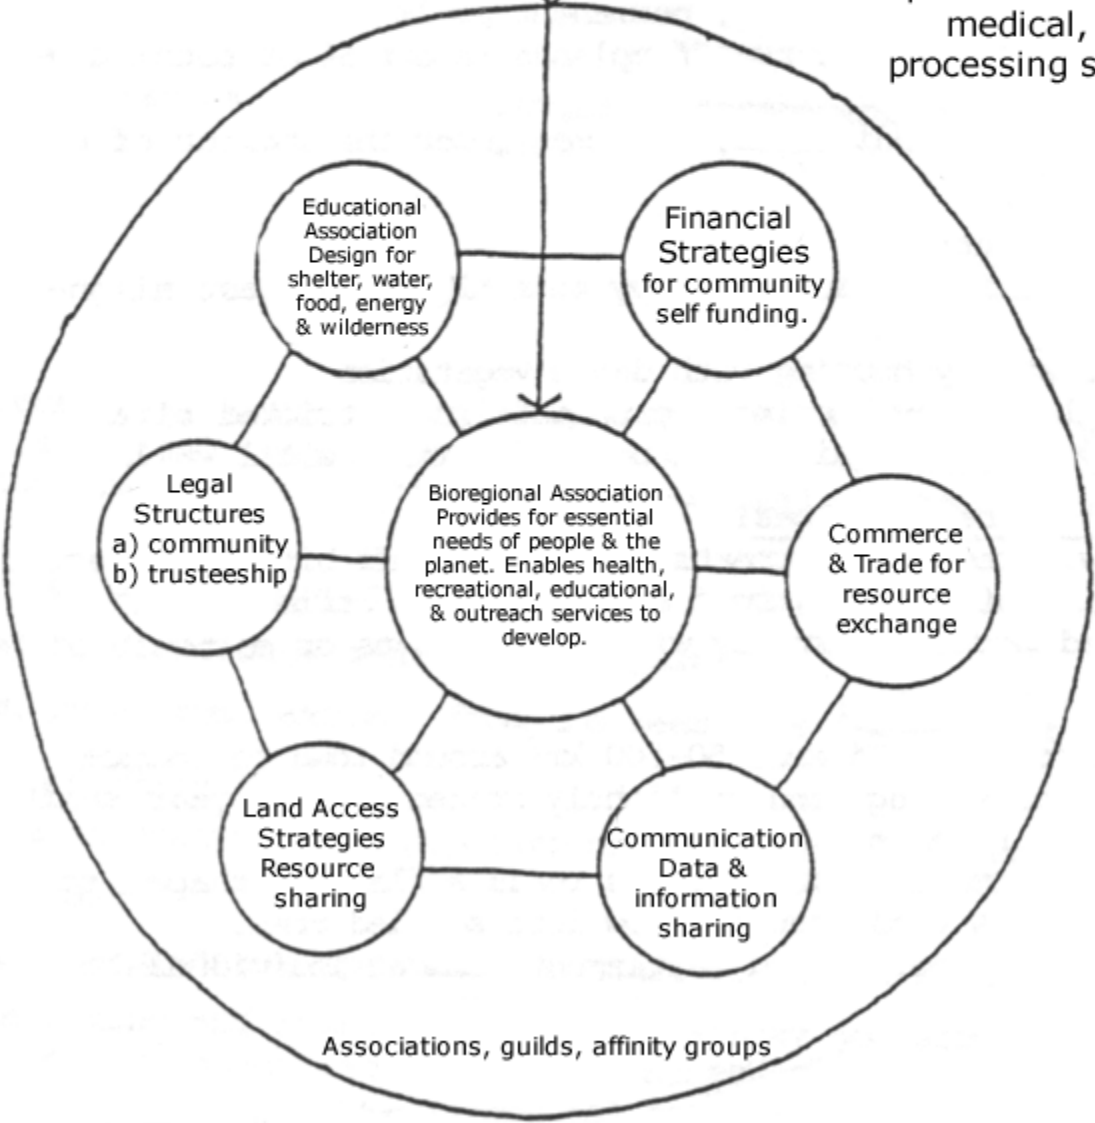 medical,
processing s
Educational
Association
Design for
shelter, water,
food, energy
& wilderness
Financial
Strategies
for community
self funding.
Legal
Structures
a) community
b) trusteeship
Bioregional Association
Provides for essential
needs of people & the
planet. Enables health,
recreational, educational,
& outreach services to
develop.
Commerce
& Trade for
resource
exchange
Land Access
Strategies
Resource
sharing
Communication
Data &
information
sharing
Associations, guilds, affinity groups